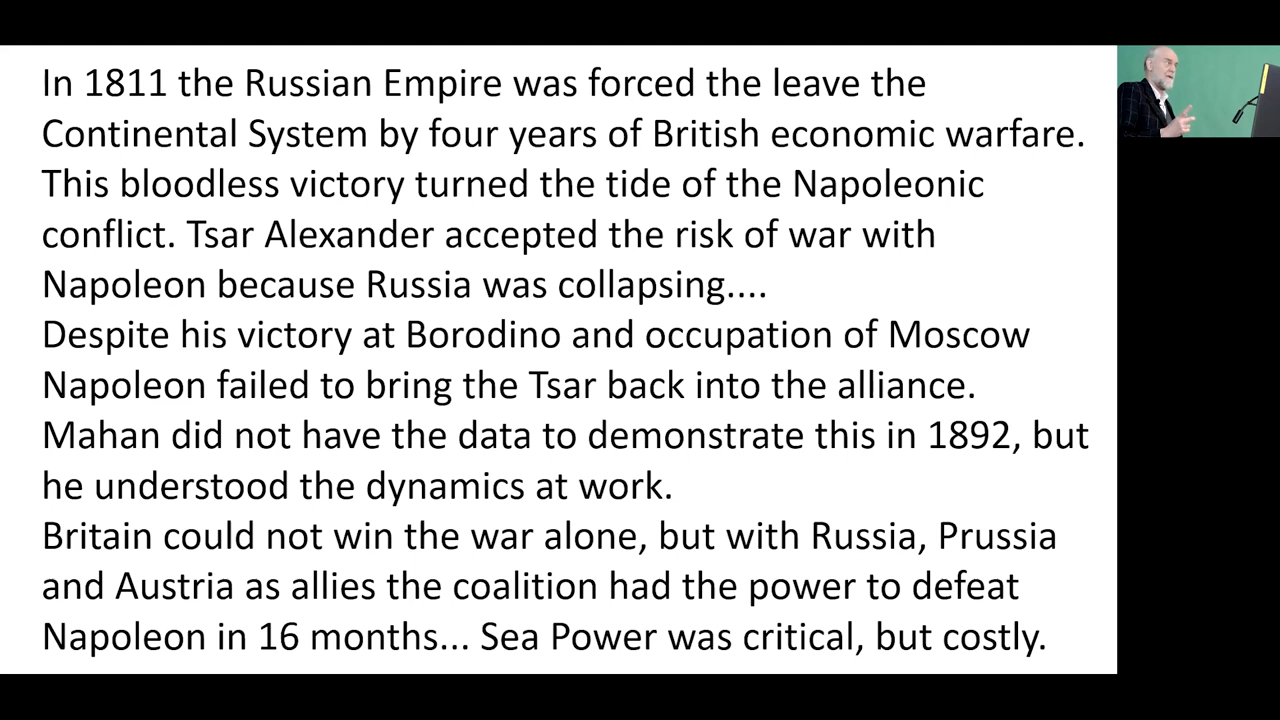 In 1811 the Russian Empire was forced the leave the
Continental System by four years of British economic warfare.
This bloodless victory turned the tide of the Napoleonic
conflict. Tsar Alexander accepted the risk of war with
Napoleon because Russia was collapsing....
Despite his victory at Borodino and occupation of Moscow
Napoleon failed to bring the Tsar back into the alliance.
Mahan did not have the data to demonstrate this in 1892, but
he understood the dynamics at work.
Britain could not win the war alone, but with Russia, Prussia
and Austria as allies the coalition had the power to defeat
Napoleon in 16 months... Sea Power was critical, but costly.